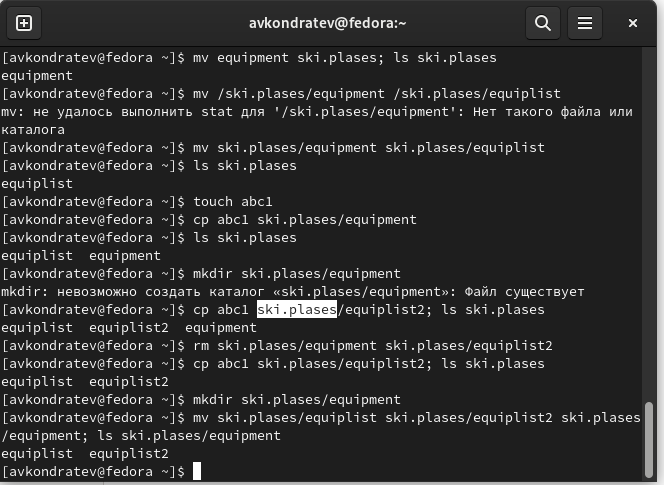 avkondratev@fedora:~
[avkondratev@fedora ~]$ mv equipment ski.plases; ls ski.plases
equipment
[avkondratev@fedora ~]$ mv /ski.plases/equipment /ski.plases/equiplist
mv: не удалось выполнить stat для '/ski.plases/equipment': Нет такого файла или
каталога
[avkondratev@fedora ~]$ mv ski.plases/equipment ski.plases/equiplist
[avkondratev@fedora ~]$ ls ski.plases
equiplist
[avkondratev@fedora ~]$ touch abc1
[avkondratev@fedora ~]$ cp abc1 ski.plases/equipment
[avkondratev@fedora ~]$ ls ski.plases
equiplist  equipment
[avkondratev@fedora ~]$ mkdir ski.plases/equipment
mkdir: невозможно создать каталог «ski.plases/equipment»: Файл существует
[avkondratev@fedora ~]$ cp abc1 ski.plases/equiplist2; ls ski.plases
equiplist  equiplist2  equipment
[avkondratev@fedora ~]$ rm ski.plases/equipment ski.plases/equiplist2
[avkondratev@fedora ~]$ cp abc1 ski.plases/equiplist2; ls ski.plases
equiplist  equiplist2
[avkondratev@fedora ~]$ mkdir ski.plases/equipment
[avkondratev@fedora ~]$ mv ski.plases/equiplist ski.plases/equiplist2 ski.plases
/equipment; ls ski.plases/equipment
equiplist  equiplist2
[avkondratev@fedora ~]$